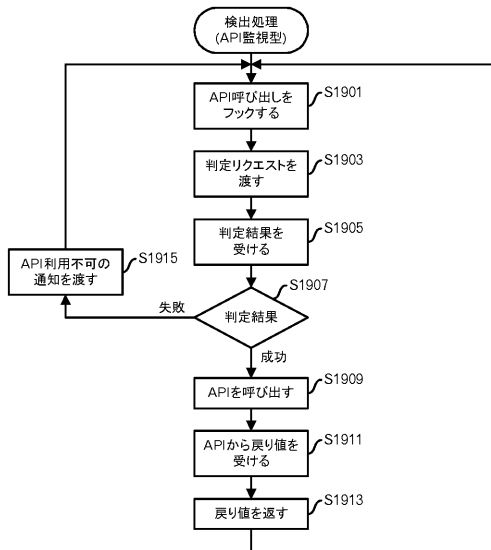 検出処理
(API監視型)
API呼び出しを
フックする
S1901
判定リクエストを
渡す
S1903
判定結果を
受ける
S1905
API利用不可の
通知を渡す
S1915
判定結果
S1907
失敗
成功
APIを呼び出す
S1909
APIから戻り値を
受ける
S1911
戻り値を返す
S1913